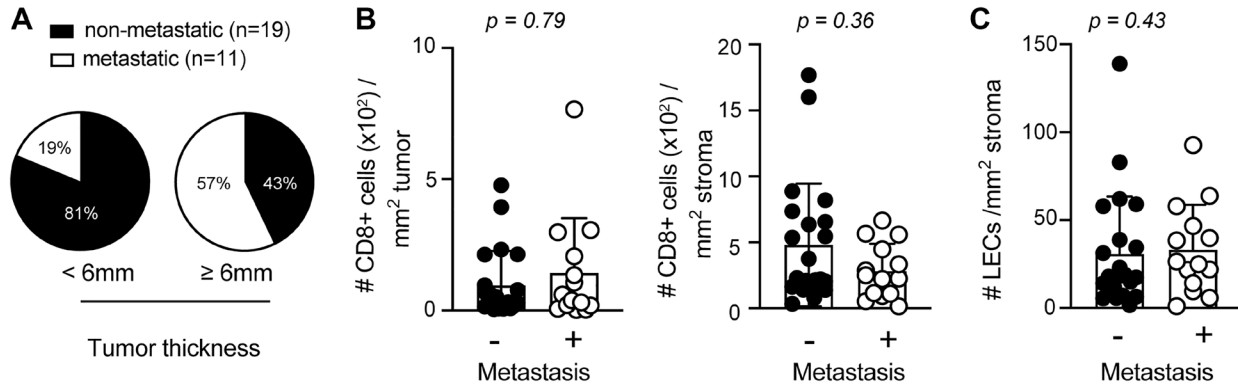 A
non-metastatic (n=19)
metastatic (n=11)
19%
81%
57%
43%
< 6mm
≥ 6mm
Tumor thickness
B
p = 0.79
# CD8+ cells (x10²) /
mm² tumor
10
5
0
-
+
Metastasis
p = 0.36
# CD8+ cells (x10²) /
mm² stroma
20
15
10
5
0
-
+
Metastasis
C
p = 0.43
# LECs /mm² stroma
150
100
50
0
-
+
Metastasis